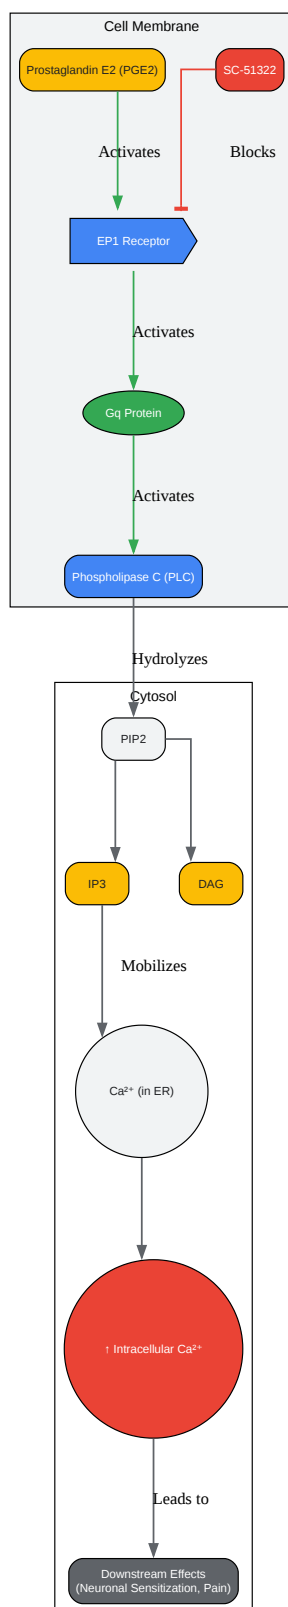 Cell Membrane
Prostaglandin E2 (PGE2)
SC-51322
Activates
Blocks
EP1 Receptor
Activates
Gq Protein
Activates
Phospholipase C (PLC)
Hydrolyzes
Cytosol
PIP2
IP3
DAG
Mobilizes
Ca²⁺ (in ER)
↑ Intracellular Ca²⁺
Leads to
Downstream Effects
(Neuronal Sensitization, Pain)